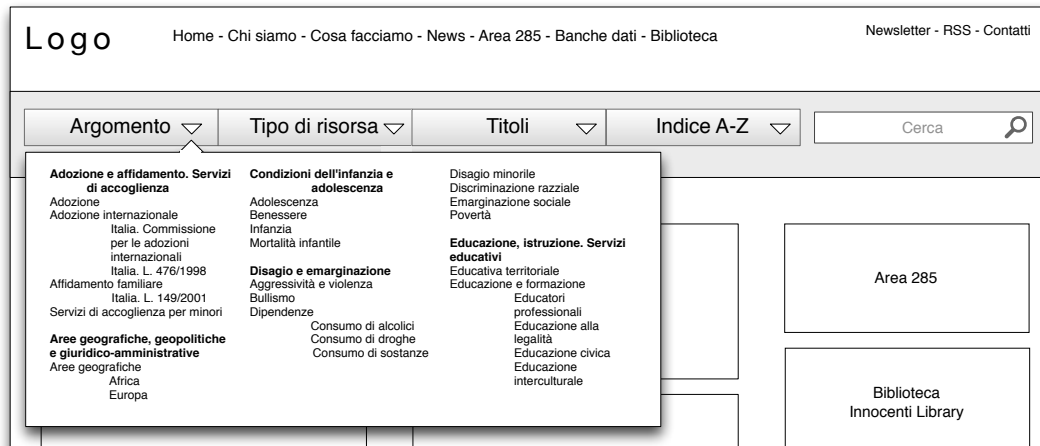 Logo
Home - Chi siamo - Cosa facciamo - News - Area 285 - Banche dati - Biblioteca
Newsletter - RSS - Contatti
Argomento
Tipo di risorsa
Titoli
Indice A-Z
Cerca
Adozione e affidamento. Servizi
di accoglienza
Adozione
Adozione internazionale
Italia. Commissione
per le adozioni
internazionali
Italia. L. 476/1998
Affidamento familiare
Italia. L. 149/2001
Servizi di accoglienza per minori
Aree geografiche, geopolitiche
e giuridico-amministrative
Aree geografiche
Africa
Europa
Condizioni dell'infanzia e
adolescenza
Adolescenza
Benessere
Infanzia
Mortalità infantile
Disagio e emarginazione
Aggressività e violenza
Bullismo
Dipendenze
Consumo di alcolici
Consumo di droghe
Consumo di sostanze
Disagio minorile
Discriminazione razziale
Emarginazione sociale
Povertà
Educazione, istruzione. Servizi
educativi
Educativa territoriale
Educazione e formazione
Educatori
professionali
Educazione alla
legalità
Educazione civica
Educazione
interculturale
Area 285
Biblioteca
Innocenti Library